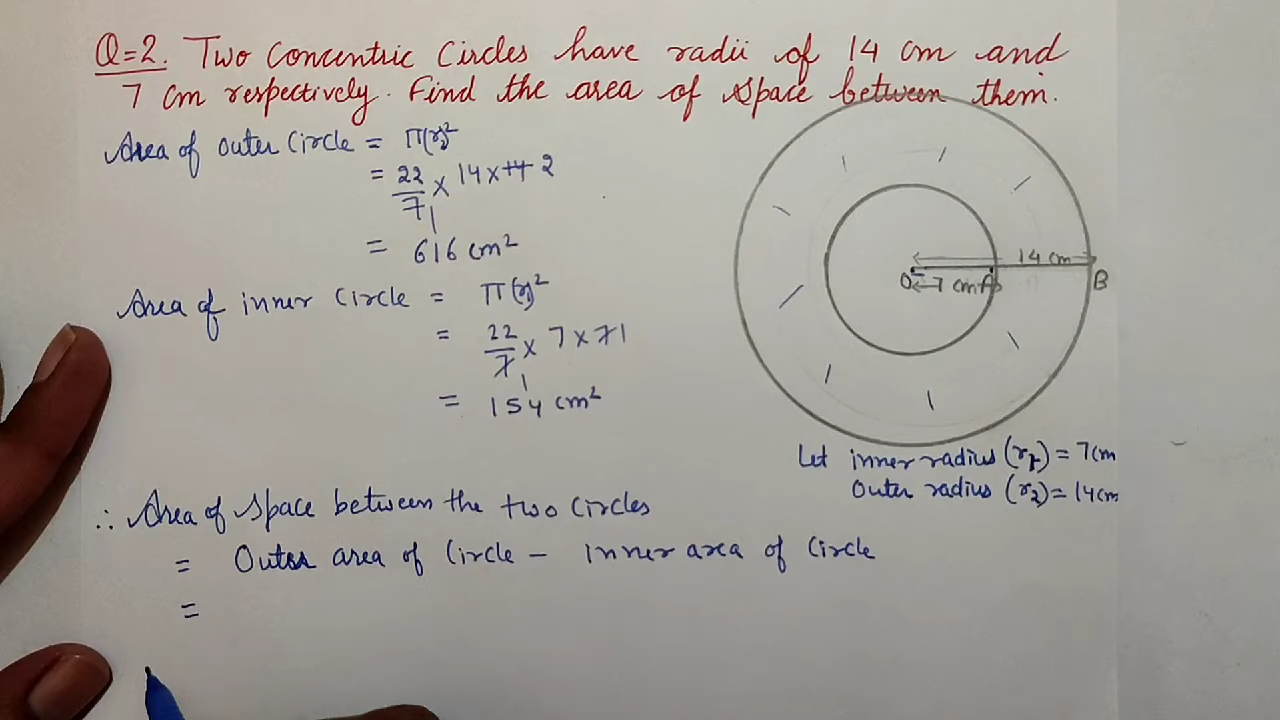 Q=2. Two Concentric Circles have radii of 14 cm and
7 cm respectively. Find the area of space between them.
Area of outer Circle = π(r₂)²
= 22/7 × 14 × 14 2
1
= 616 cm²
Area of inner Circle = π(r₁)²
= 22/7 × 7 × 7 1
1
= 154 cm²
14 cm
O 7 cm A B
Let inner radius (r₁) = 7cm
Outer radius (r₂) = 14cm
∴ Area of space between the two circles
= Outer area of Circle - inner area of Circle
=